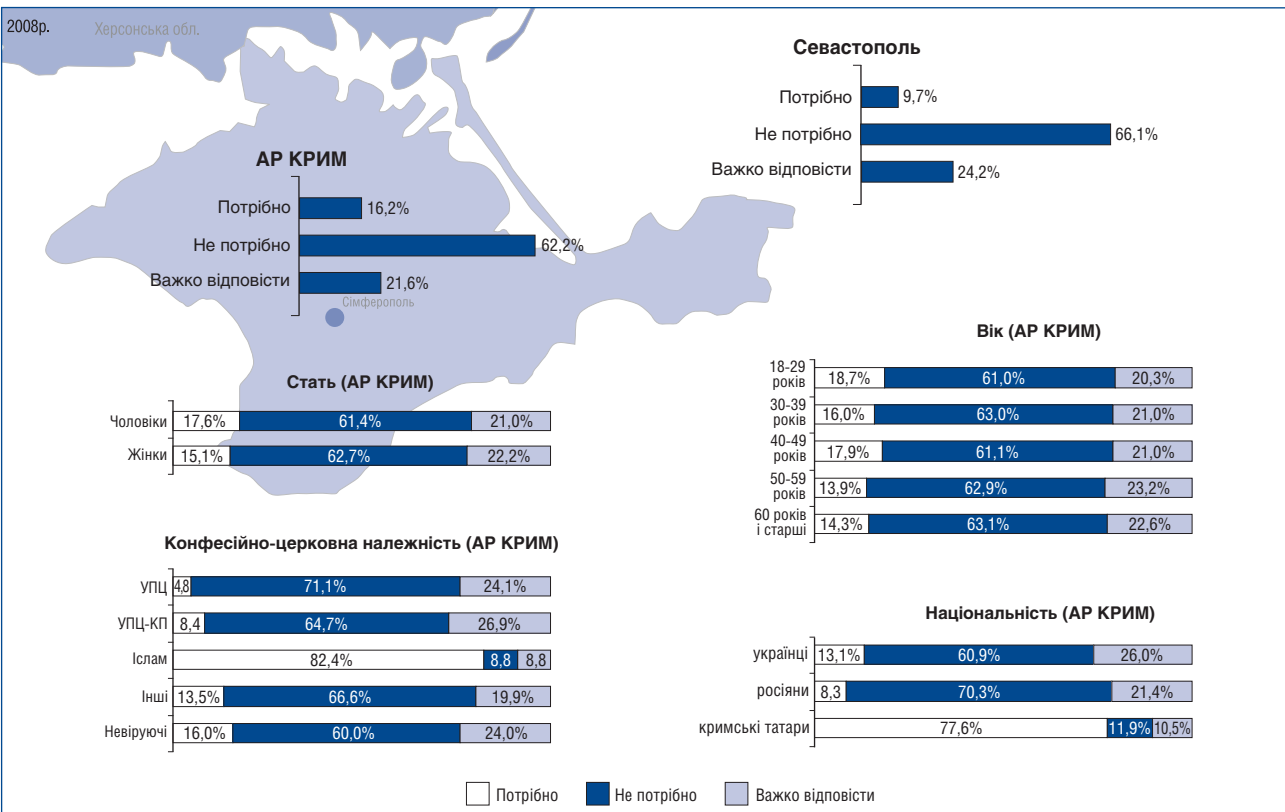 2008р.
Херсонська обл.
Севастополь
Потрібно
9,7%
Не потрібно
66,1%
Важко відповісти
24,2%
АР КРИМ
Потрібно
16,2%
Не потрібно
62,2%
Важко відповісти
21,6%
Сімферополь
Стать (АР КРИМ)
Чоловіки 17,6% 61,4% 21,0%
Жінки 15,1% 62,7% 22,2%
Вік (АР КРИМ)
18-29
років
18,7% 61,0% 20,3%
30-39
років
16,0% 63,0% 21,0%
40-49
років
17,9% 61,1% 21,0%
50-59
років
13,9% 62,9% 23,2%
60 років
і старші
14,3% 63,1% 22,6%
Конфесійно-церковна належність (АР КРИМ)
УПЦ 4,8 71,1% 24,1%
УПЦ-КП 8,4 64,7% 26,9%
Іслам 82,4% 8,8 8,8
Інші 13,5% 66,6% 19,9%
Невіруючі 16,0% 60,0% 24,0%
Національність (АР КРИМ)
українці 13,1% 60,9% 26,0%
росіяни 8,3 70,3% 21,4%
кримські татари 77,6% 11,9% 10,5%
Потрібно Не потрібно Важко відповісти